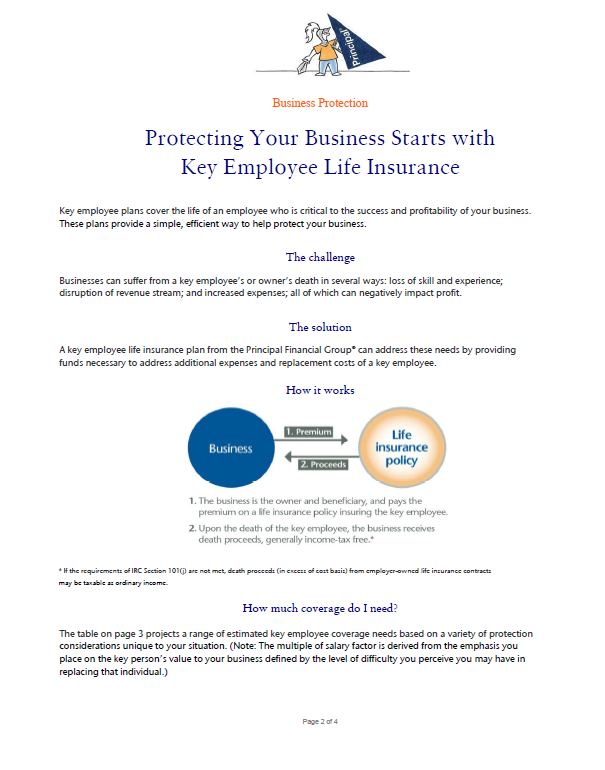 Principal
Business Protection
Protecting Your Business Starts with
Key Employee Life Insurance
Key employee plans cover the life of an employee who is critical to the success and profitability of your business.
These plans provide a simple, efficient way to help protect your business.
The challenge
Businesses can suffer from a key employee's or owner's death in several ways: loss of skill and experience;
disruption of revenue stream; and increased expenses; all of which can negatively impact profit.
The solution
A key employee life insurance plan from the Principal Financial Group® can address these needs by providing
funds necessary to address additional expenses and replacement costs of a key employee.
How it works
Business
1. Premium
2. Proceeds
Life
insurance
policy
1. The business is the owner and beneficiary, and pays the
premium on a life insurance policy insuring the key employee.
2. Upon the death of the key employee, the business receives
death proceeds, generally income-tax free.*
* If the requirements of IRC Section 101(j) are not met, death proceeds (in excess of cost basis) from employer-owned life insurance contracts
may be taxable as ordinary income.
How much coverage do I need?
The table on page 3 projects a range of estimated key employee coverage needs based on a variety of protection
considerations unique to your situation. (Note: The multiple of salary factor is derived from the emphasis you
place on the key person's value to your business defined by the level of difficulty you perceive you may have in
replacing that individual.)
Page 2 of 4